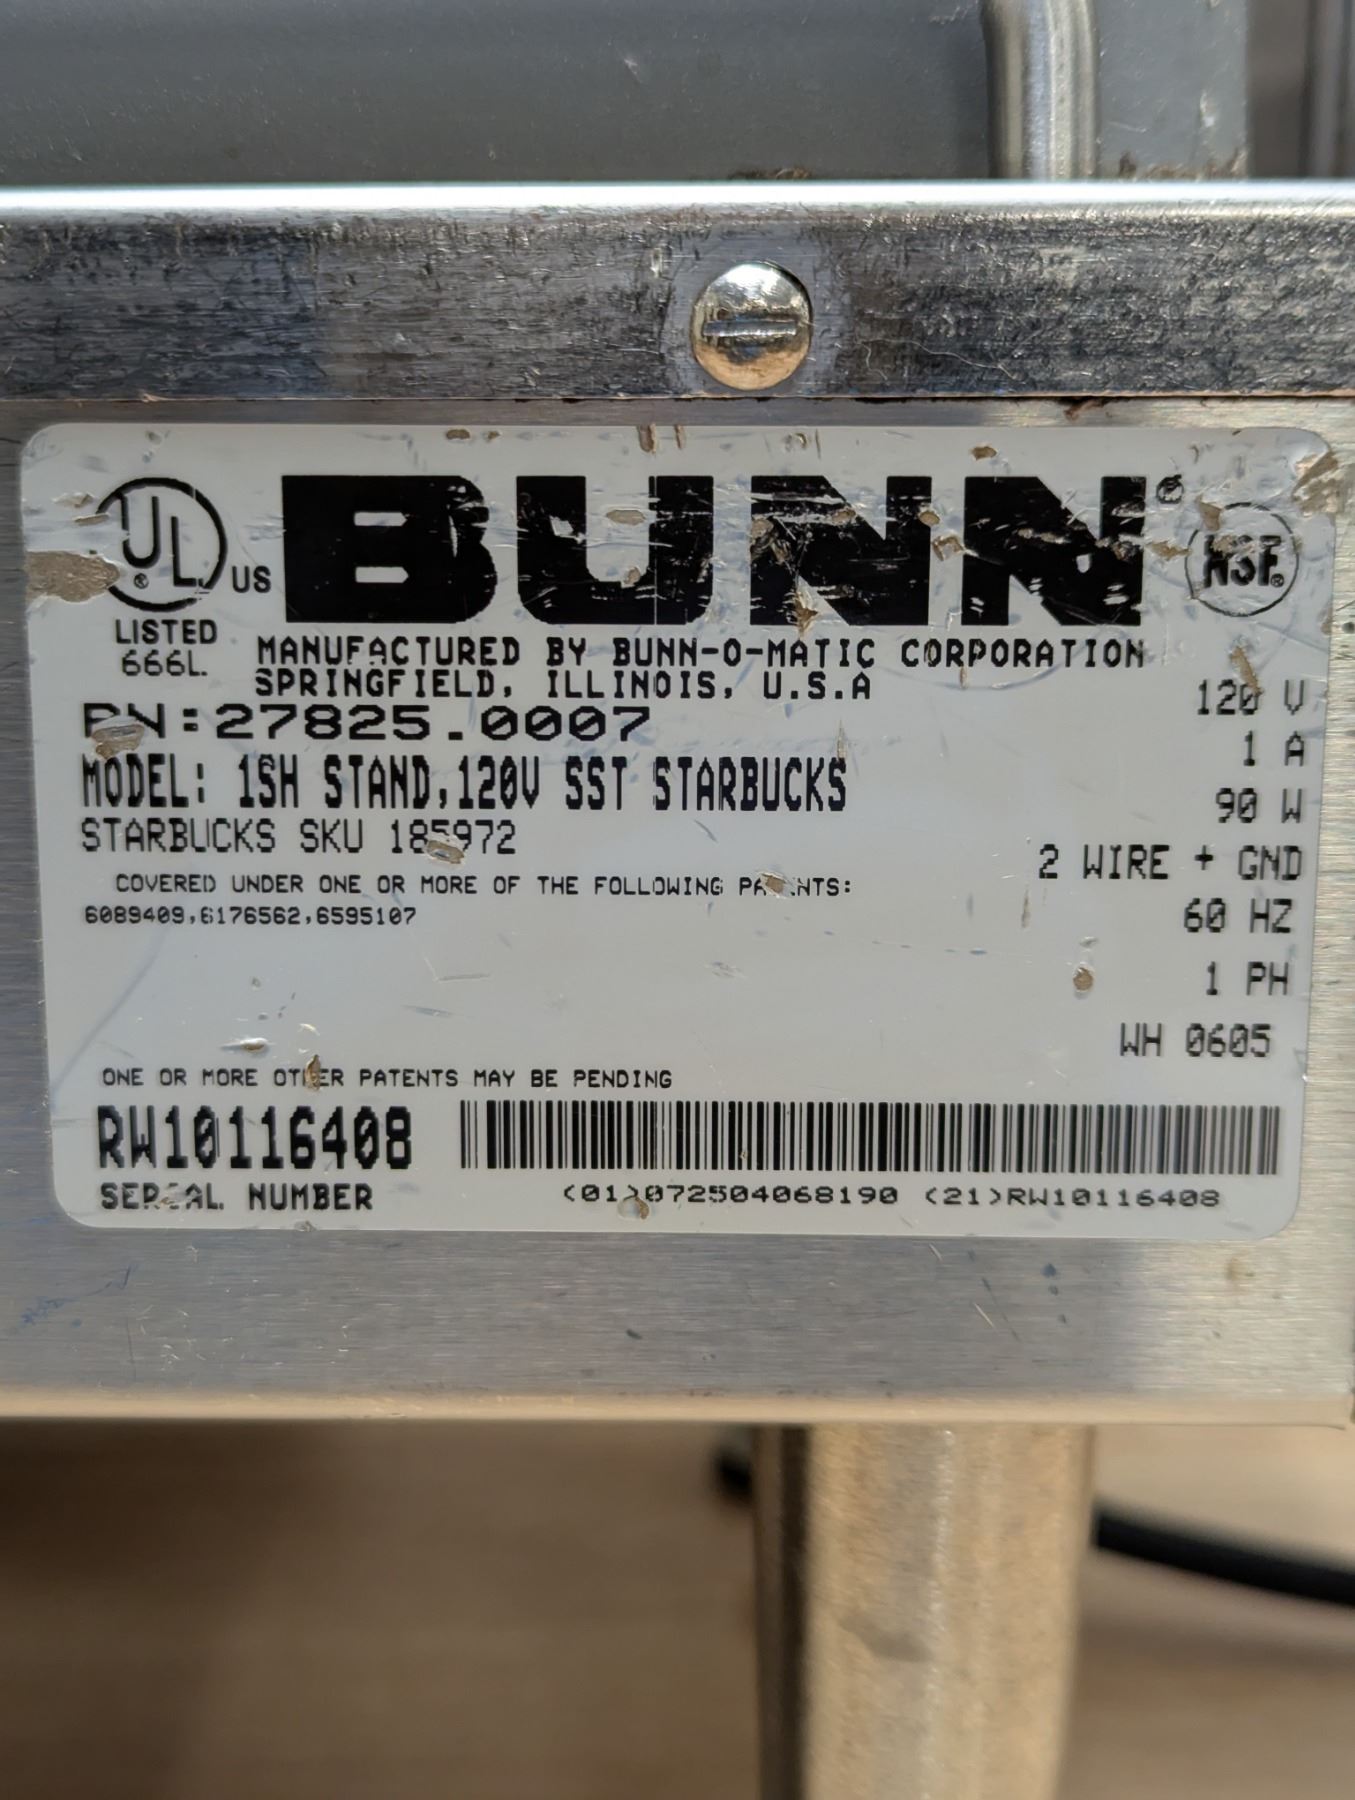 UL
®
US
LISTED
666L.
BUNN®
NSF®
MANUFACTURED BY BUNN-O-MATIC CORPORATION
SPRINGFIELD, ILLINOIS, U.S.A
PN:27825.0007
MODEL: 1SH STAND,120V SST STARBUCKS
STARBUCKS SKU 185972
COVERED UNDER ONE OR MORE OF THE FOLLOWING PATENTS:
6089409,6176562,6595107
120 V
1 A
90 W
2 WIRE + GND
60 HZ
1 PH
WH 0605
ONE OR MORE OTHER PATENTS MAY BE PENDING
RW10116408
SERIAL NUMBER
(01)072504068190 (21)RW10116408